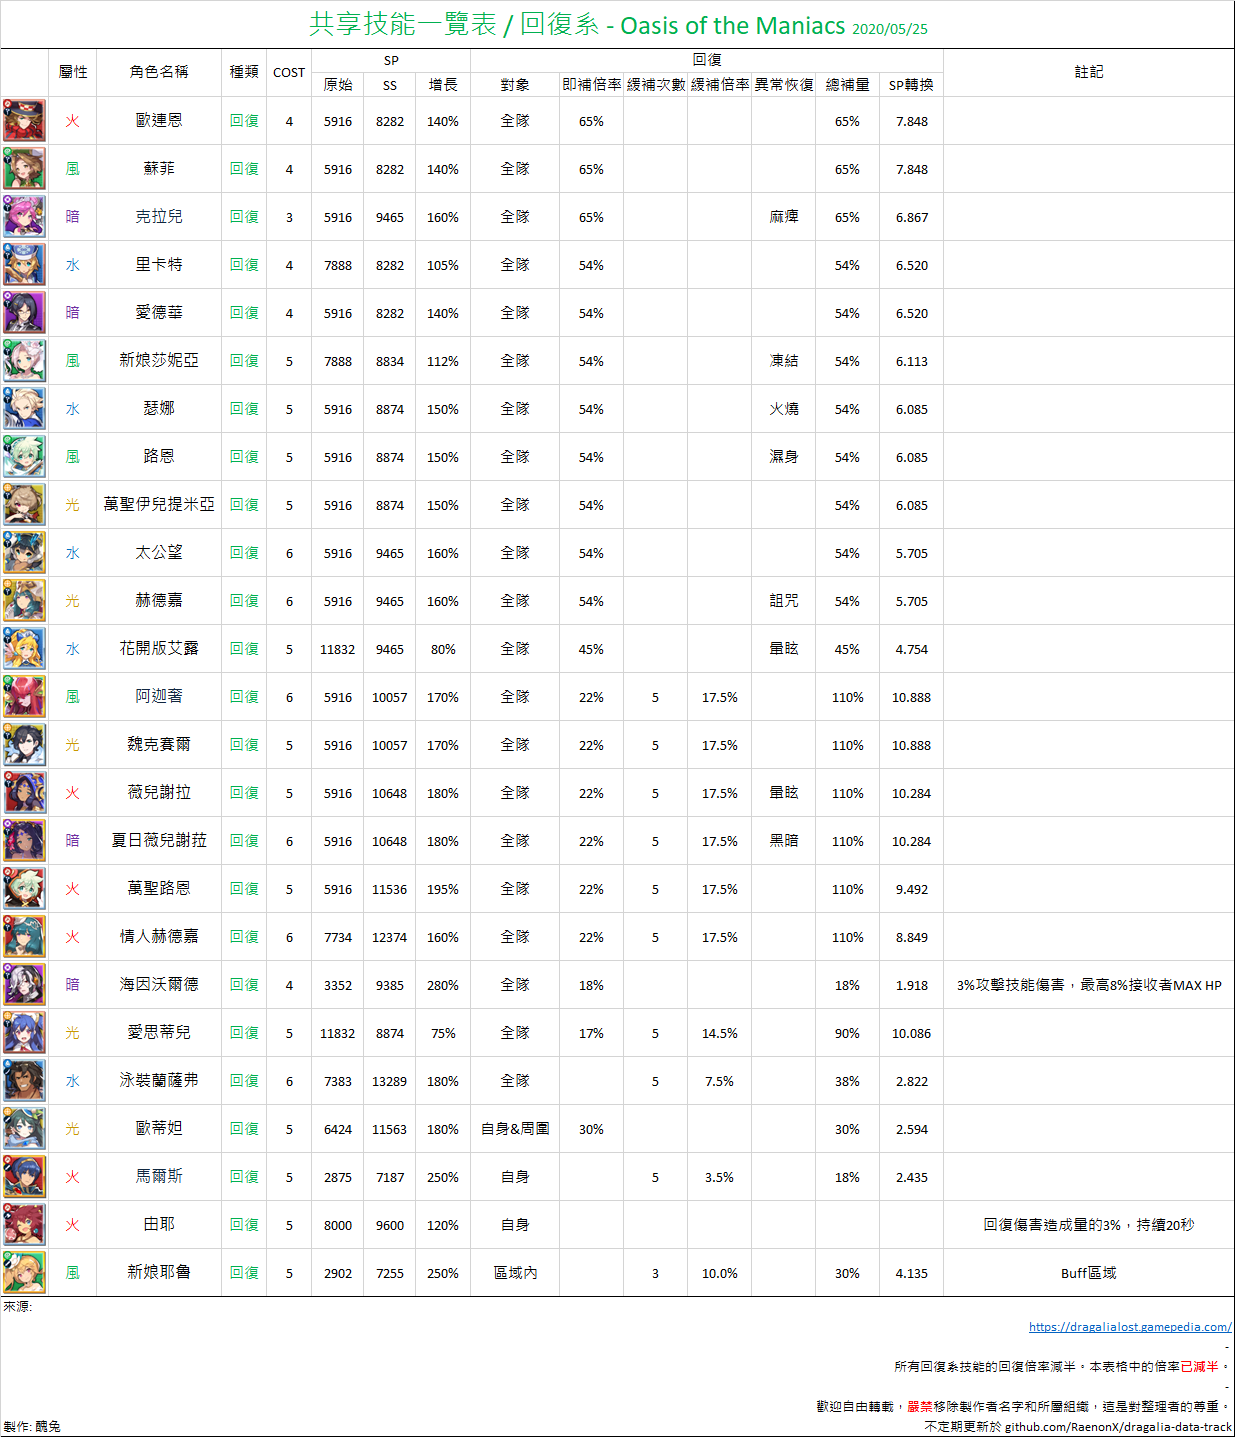 共享技能一覽表 / 回復系 - Oasis of the Maniacs 2020/05/25
屬性 角色名稱 種類 COST SP 回復 註記
原始 SS 增長 對象 即補倍率 緩補次數 緩補倍率 異常恢復 總補量 SP轉換
火 歐連恩 回復 4 5916 8282 140% 全隊 65% 65% 7.848
風 蘇菲 回復 4 5916 8282 140% 全隊 65% 65% 7.848
暗 克拉兒 回復 3 5916 9465 160% 全隊 65% 麻痺 65% 6.867
水 里卡特 回復 4 7888 8282 105% 全隊 54% 54% 6.520
暗 愛德華 回復 4 5916 8282 140% 全隊 54% 54% 6.520
風 新娘莎妮亞 回復 5 7888 8834 112% 全隊 54% 凍結 54% 6.113
水 瑟娜 回復 5 5916 8874 150% 全隊 54% 火燒 54% 6.085
風 路恩 回復 5 5916 8874 150% 全隊 54% 濕身 54% 6.085
光 萬聖伊兒提米亞 回復 5 5916 8874 150% 全隊 54% 54% 6.085
水 太公望 回復 6 5916 9465 160% 全隊 54% 54% 5.705
光 赫德嘉 回復 6 5916 9465 160% 全隊 54% 詛咒 54% 5.705
水 花開版艾露 回復 5 11832 9465 80% 全隊 45% 暈眩 45% 4.754
風 阿迦奢 回復 6 5916 10057 170% 全隊 22% 5 17.5% 110% 10.888
光 魏克賽爾 回復 5 5916 10057 170% 全隊 22% 5 17.5% 110% 10.888
火 薇兒謝拉 回復 5 5916 10648 180% 全隊 22% 5 17.5% 暈眩 110% 10.284
暗 夏日薇兒謝菈 回復 6 5916 10648 180% 全隊 22% 5 17.5% 黑暗 110% 10.284
火 萬聖路恩 回復 5 5916 11536 195% 全隊 22% 5 17.5% 110% 9.492
火 情人赫德嘉 回復 6 7734 12374 160% 全隊 22% 5 17.5% 110% 8.849
暗 海因沃爾德 回復 4 3352 9385 280% 全隊 18% 18% 1.918 3%攻擊技能傷害，最高8%接收者MAX HP
光 愛思蒂兒 回復 5 11832 8874 75% 全隊 17% 5 14.5% 90% 10.086
水 泳裝蘭薩弗 回復 6 7383 13289 180% 全隊 5 7.5% 38% 2.822
光 歐蒂妲 回復 5 6424 11563 180% 自身&周圍 30% 30% 2.594
火 馬爾斯 回復 5 2875 7187 250% 自身 5 3.5% 18% 2.435
火 由耶 回復 5 8000 9600 120% 自身 回復傷害造成量的3%，持續20秒
風 新娘耶魯 回復 5 2902 7255 250% 區域內 3 10.0% 30% 4.135 Buff區域
來源:
https://dragalialost.gamepedia.com/
-
所有回復系技能的回復倍率減半。本表格中的倍率已減半。
-
歡迎自由轉載，嚴禁移除製作者名字和所屬組織，這是對整理者的尊重。
製作: 醜兔 不定期更新於 github.com/RaenonX/dragalia-data-track